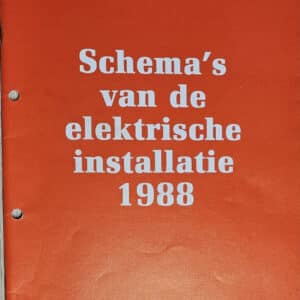 Schema's
van de
elektrische
installatie
1988